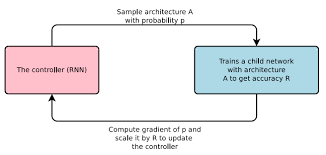 Sample architecture A
with probability p
The controller (RNN)
Trains a child network
with architecture
A to get accuracy R
Compute gradient of p and
scale it by R to update
the controller